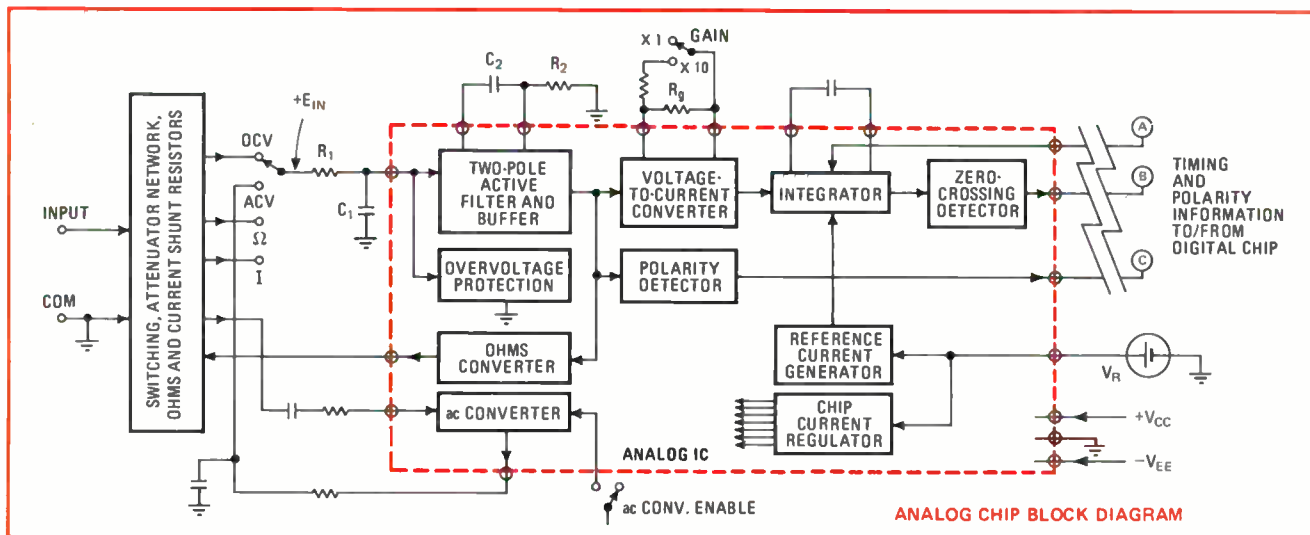 SWITCHING, ATTENUATOR NETWORK,
OHMS AND CURRENT SHUNT RESISTORS
INPUT
COM
OCV
ACV
Ω
I
+EIN
R1
C1
C2
R2
X 1
X 10
GAIN
Rg
TWO-POLE
ACTIVE
FILTER AND
BUFFER
OVERVOLTAGE
PROTECTION
OHMS
CONVERTER
ac CONVERTER
VOLTAGE-
TO-CURRENT
CONVERTER
POLARITY
DETECTOR
INTEGRATOR
ZERO-
CROSSING
DETECTOR
REFERENCE
CURRENT
GENERATOR
CHIP
CURRENT
REGULATOR
ANALOG IC
ac CONV. ENABLE
A
B
C
TIMING
AND
POLARITY
INFORMATION
TO/FROM
DIGITAL CHIP
VR
+VCC
-VEE
ANALOG CHIP BLOCK DIAGRAM